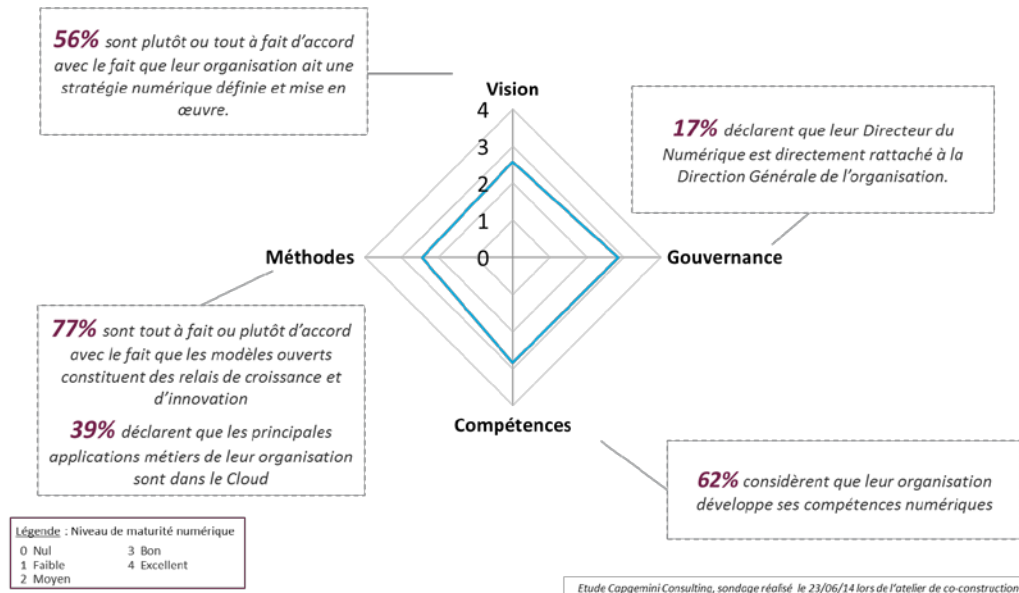 56% sont plutôt ou tout à fait d'accord
avec le fait que leur organisation ait une
stratégie numérique définie et mise en
œuvre.
Vision
17% déclarent que leur Directeur du
Numérique est directement rattaché à la
Direction Générale de l'organisation.
4
3
2
1
0
Méthodes
Gouvernance
77% sont tout à fait ou plutôt d'accord
avec le fait que les modèles ouverts
constituent des relais de croissance et
d'innovation
39% déclarent que les principales
applications métiers de leur organisation
sont dans le Cloud
Compétences
62% considèrent que leur organisation
développe ses compétences numériques
Légende : Niveau de maturité numérique
0 Nul 3 Bon
1 Faible 4 Excellent
2 Moyen
Etude Capgemini Consulting, sondage réalisé le 23/06/14 lors de l'atelier de co-construction